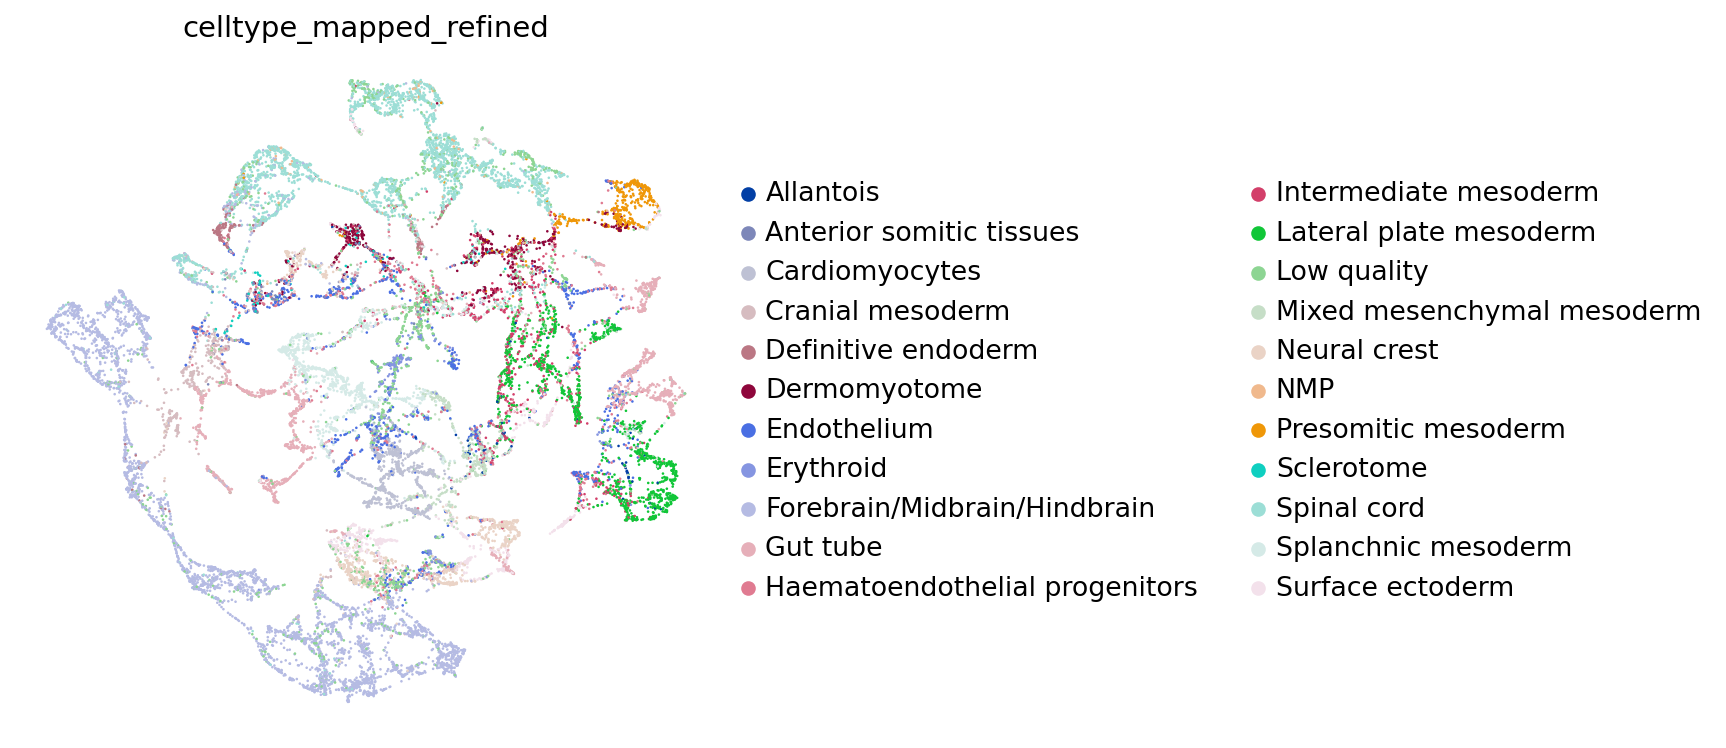 celltype_mapped_refined
Allantois
Anterior somitic tissues
Cardiomyocytes
Cranial mesoderm
Definitive endoderm
Dermomyotome
Endothelium
Erythroid
Forebrain/Midbrain/Hindbrain
Gut tube
Haematoendothelial progenitors
Intermediate mesoderm
Lateral plate mesoderm
Low quality
Mixed mesenchymal mesoderm
Neural crest
NMP
Presomitic mesoderm
Sclerotome
Spinal cord
Splanchnic mesoderm
Surface ectoderm